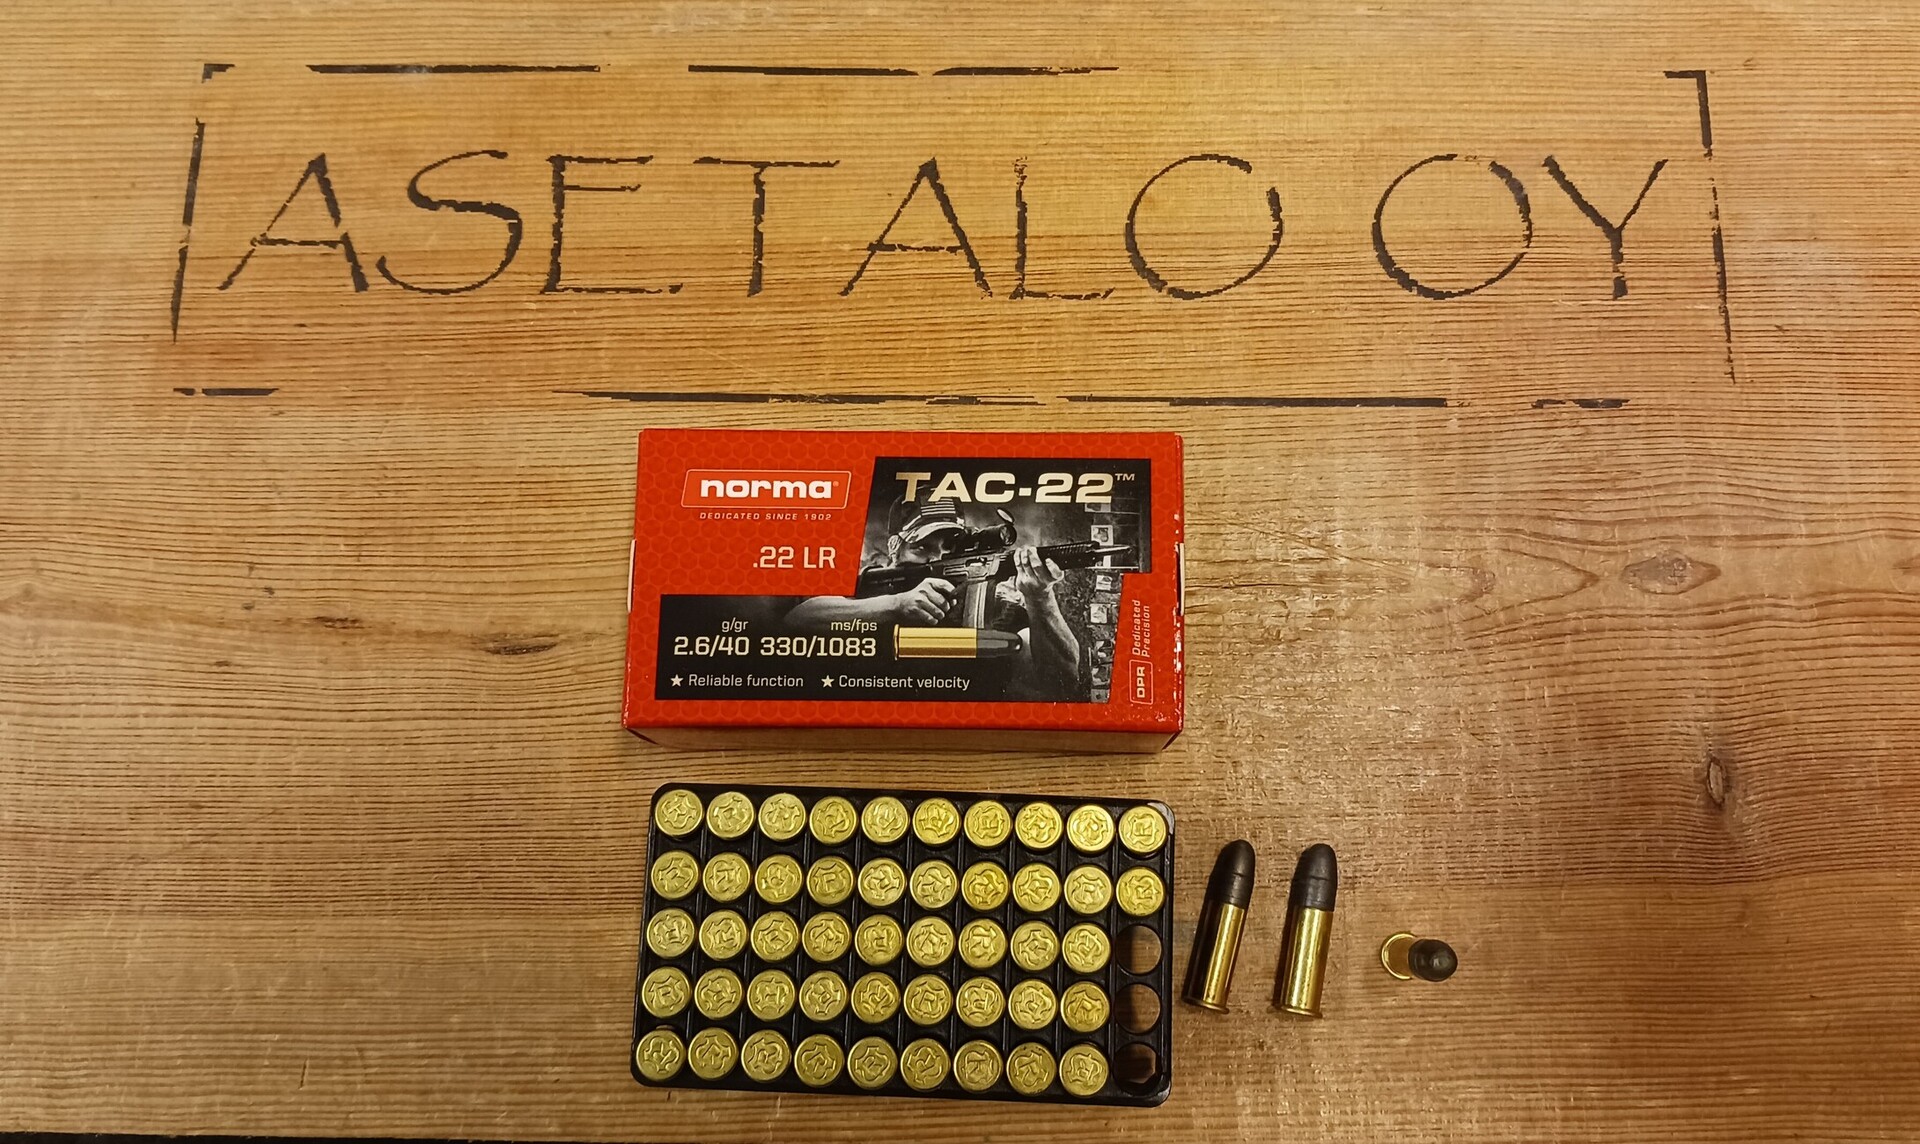 ASETALO OY
norma
DEDICATED SINCE 1902
TAC-22™
.22 LR
g/gr ms/fps
2.6/40 330/1083
★ Reliable function ★ Consistent velocity
DPR Dedicated
Precision